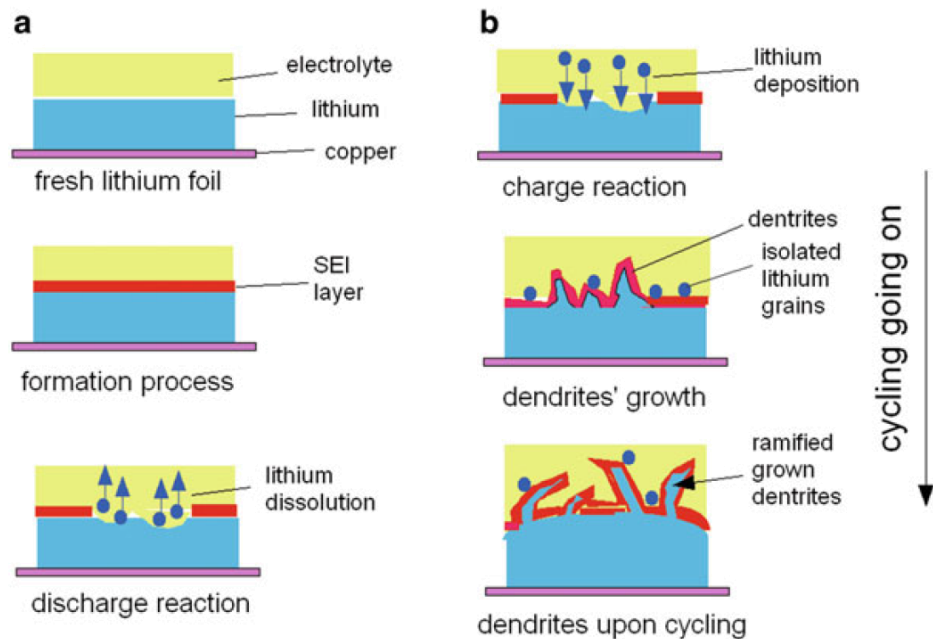 a
electrolyte
lithium
copper
fresh lithium foil
SEI
layer
formation process
lithium
dissolution
discharge reaction
b
lithium
deposition
charge reaction
dentrites
isolated
lithium
grains
dendrites' growth
ramified
grown
dendrites
dendrites upon cycling
cycling going on